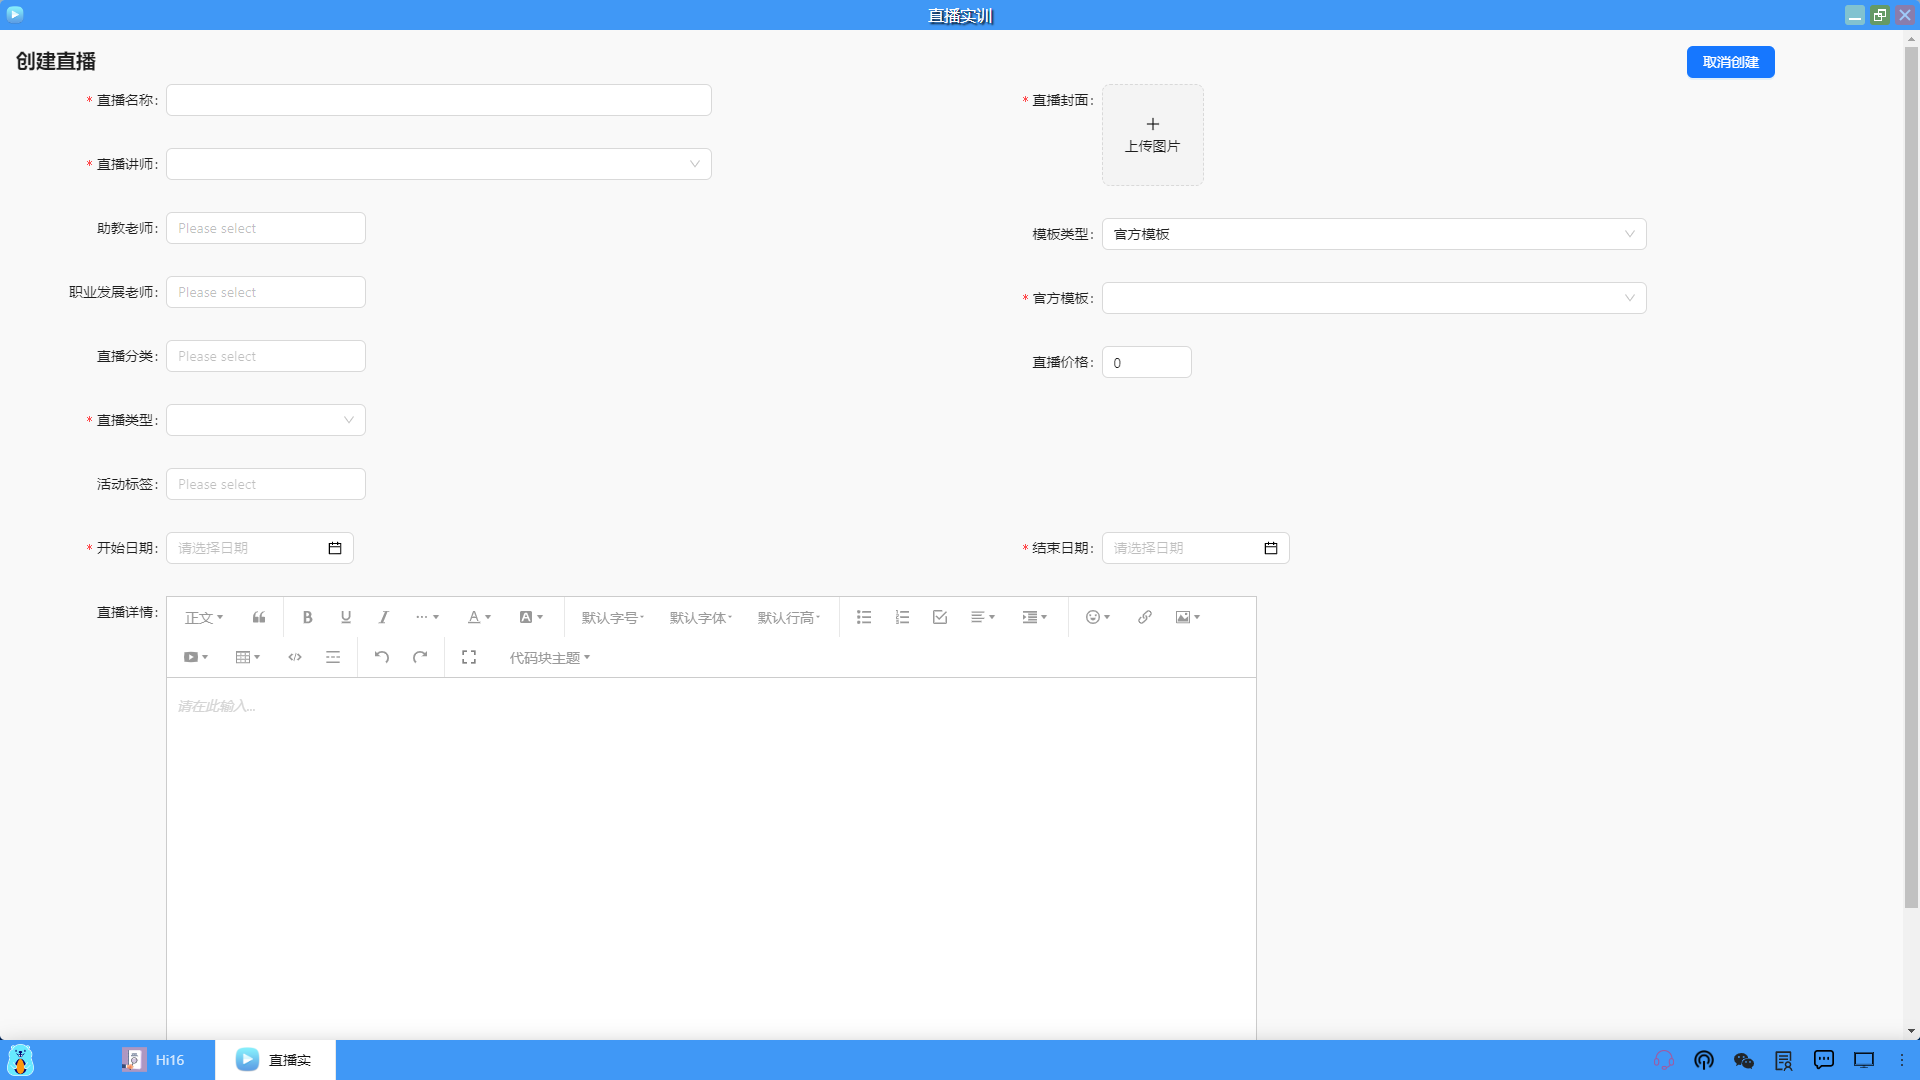 直播实训
创建直播
取消创建
* 直播名称:
* 直播封面:
上传图片
* 直播讲师:
助教老师: Please select
模板类型: 官方模板
职业发展老师: Please select
* 官方模板:
直播分类: Please select
直播价格: 0
* 直播类型:
活动标签: Please select
* 开始日期: 请选择日期
* 结束日期: 请选择日期
直播详情:
正文 B U I A A 默认字号 默认字体 默认行高
代码块主题
请在此输入...
Hi16
直播实